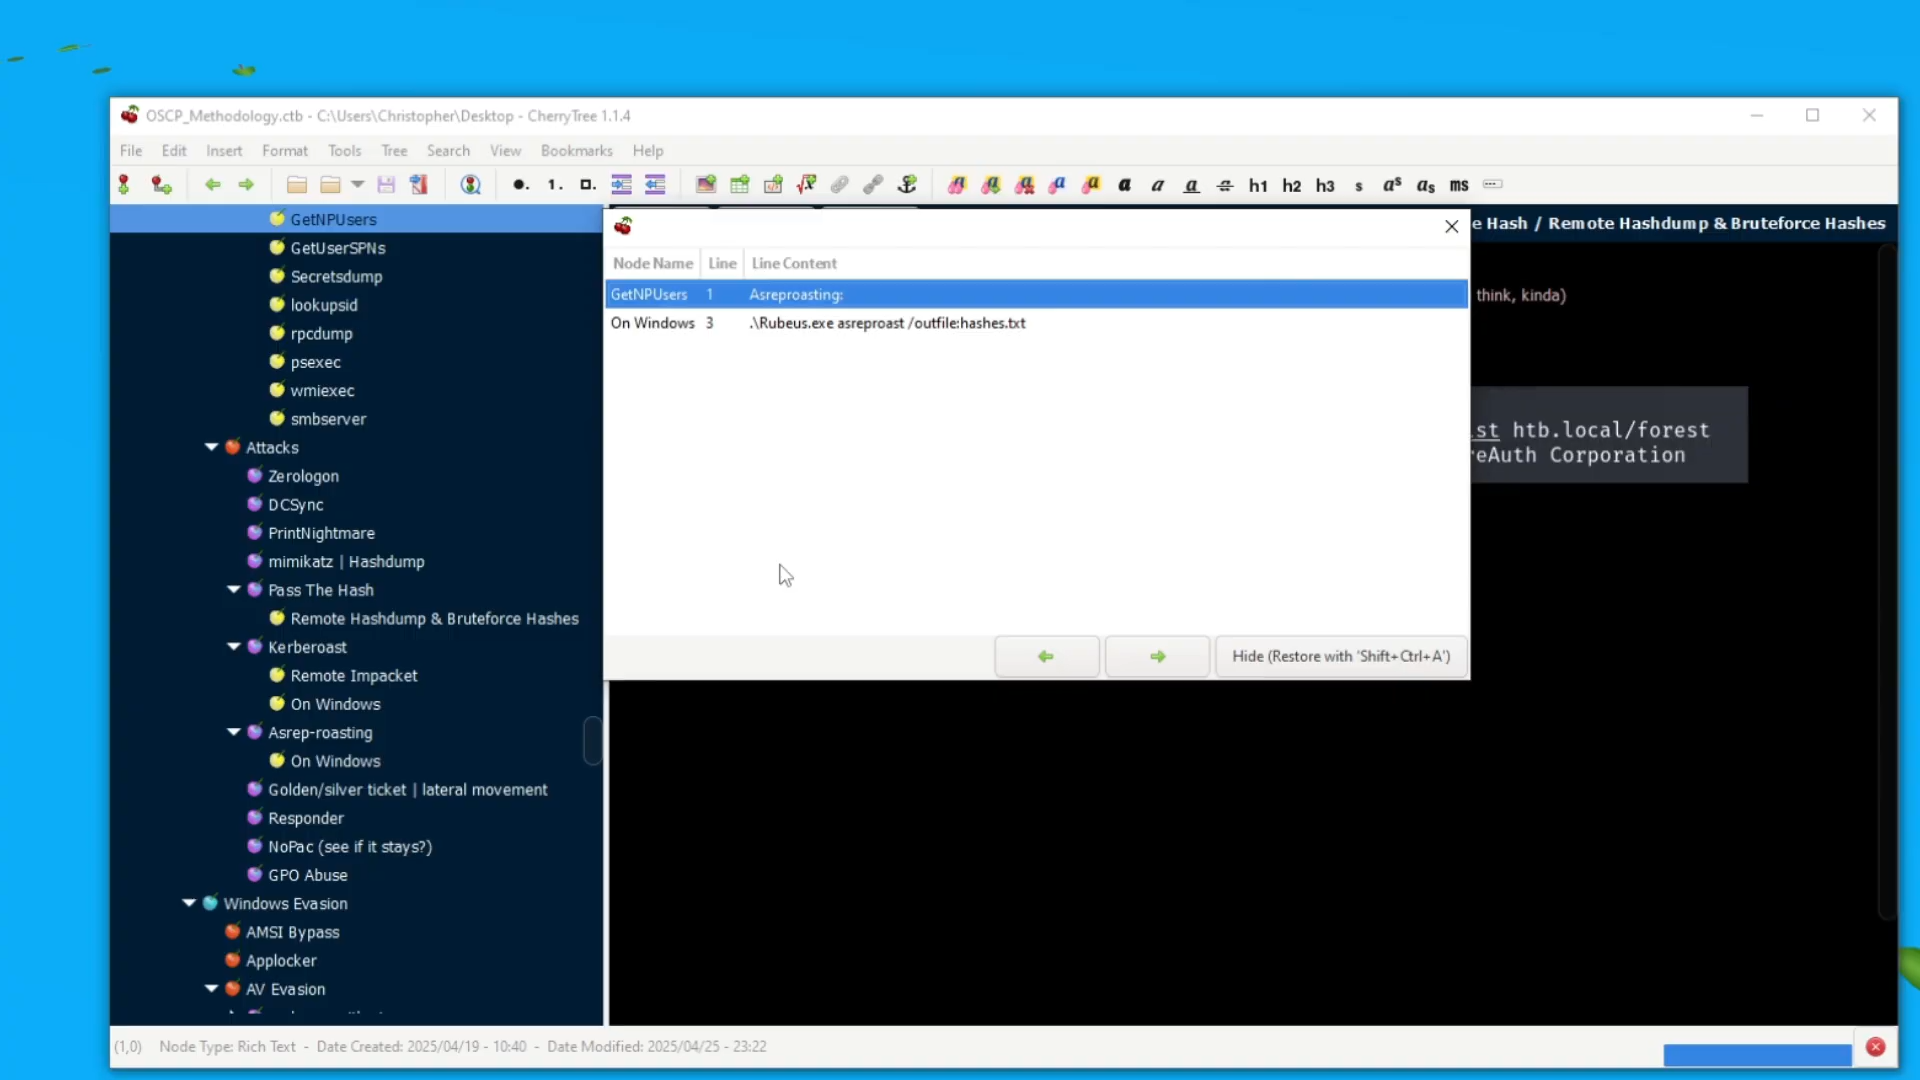 OSCP_Methodology.ctb - C:\Users\Christopher\Desktop - CherryTree 1.1.4
File Edit Insert Format Tools Tree Search View Bookmarks Help
1. a a a a a a h1 h2 h3 s aˢ aₛ ms
GetNPUsers
GetUserSPNs
Secretsdump
lookupsid
rpcdump
psexec
wmiexec
smbserver
Attacks
Zerologon
DCSync
PrintNightmare
mimikatz | Hashdump
Pass The Hash
Remote Hashdump & Bruteforce Hashes
Kerberoast
Remote Impacket
On Windows
Asrep-roasting
On Windows
Golden/silver ticket | lateral movement
Responder
NoPac (see if it stays?)
GPO Abuse
Windows Evasion
AMSI Bypass
Applocker
AV Evasion
e Hash / Remote Hashdump & Bruteforce Hashes
Node Name Line Line Content
GetNPUsers 1 Asreproasting:
On Windows 3 .\Rubeus.exe asreproast /outfile:hashes.txt
Hide (Restore with 'Shift+Ctrl+A')
think, kinda)
st htb.local/forest
eAuth Corporation
(1,0) Node Type: Rich Text - Date Created: 2025/04/19 - 10:40 - Date Modified: 2025/04/25 - 23:22